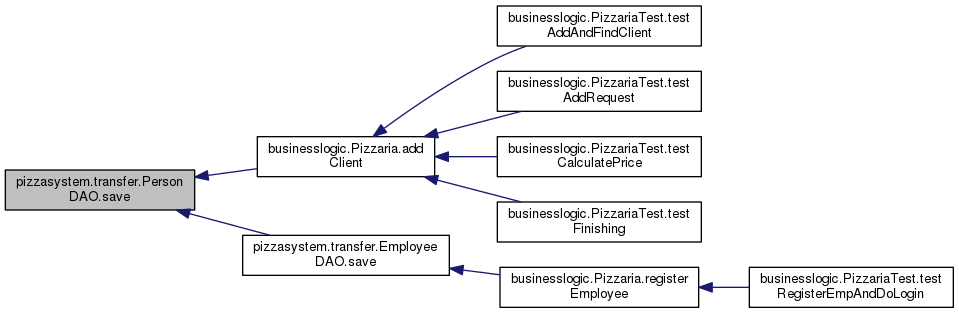 businesslogic.PizzariaTest.test
AddAndFindClient
businesslogic.PizzariaTest.test
AddRequest
businesslogic.Pizzaria.add
Client
businesslogic.PizzariaTest.test
CalculatePrice
pizzasystem.transfer.Person
DAO.save
businesslogic.PizzariaTest.test
Finishing
pizzasystem.transfer.Employee
DAO.save
businesslogic.Pizzaria.register
Employee
businesslogic.PizzariaTest.test
RegisterEmpAndDoLogin